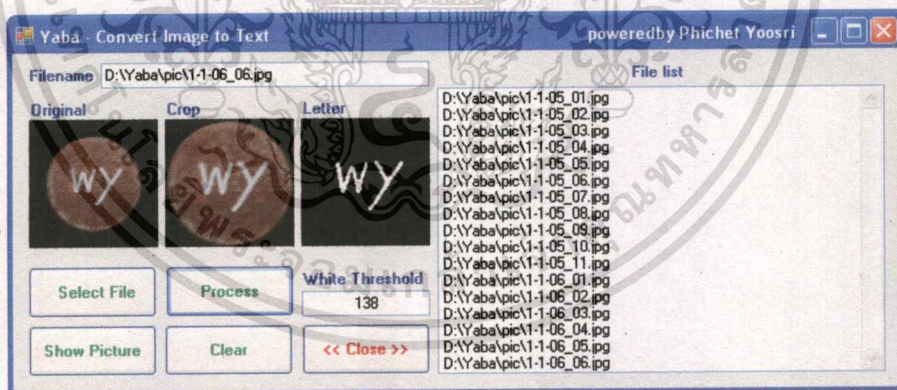 Yaba - Convert Image to Text
poweredby Phichet Yoosri
Filename D:\Yaba\pic\1-1-06_06.jpg
File list
Original Crop Letter
wy wy wy
Select File Process White Threshold
138
Show Picture Clear << Close >>
D:\Yaba\pic\1-1-05_01.jpg
D:\Yaba\pic\1-1-05_02.jpg
D:\Yaba\pic\1-1-05_03.jpg
D:\Yaba\pic\1-1-05_04.jpg
D:\Yaba\pic\1-1-05_05.jpg
D:\Yaba\pic\1-1-05_06.jpg
D:\Yaba\pic\1-1-05_07.jpg
D:\Yaba\pic\1-1-05_08.jpg
D:\Yaba\pic\1-1-05_09.jpg
D:\Yaba\pic\1-1-05_10.jpg
D:\Yaba\pic\1-1-05_11.jpg
D:\Yaba\pic\1-1-06_01.jpg
D:\Yaba\pic\1-1-06_02.jpg
D:\Yaba\pic\1-1-06_03.jpg
D:\Yaba\pic\1-1-06_04.jpg
D:\Yaba\pic\1-1-06_05.jpg
D:\Yaba\pic\1-1-06_06.jpg